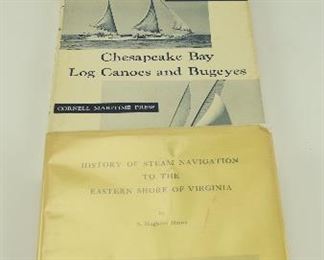 Chesapeake Bay
Log Canoes and Bugeyes
CORNELL MARITIME PRESS
HISTORY OF STEAM NAVIGATION
TO THE
EASTERN SHORE OF VIRGINIA
by